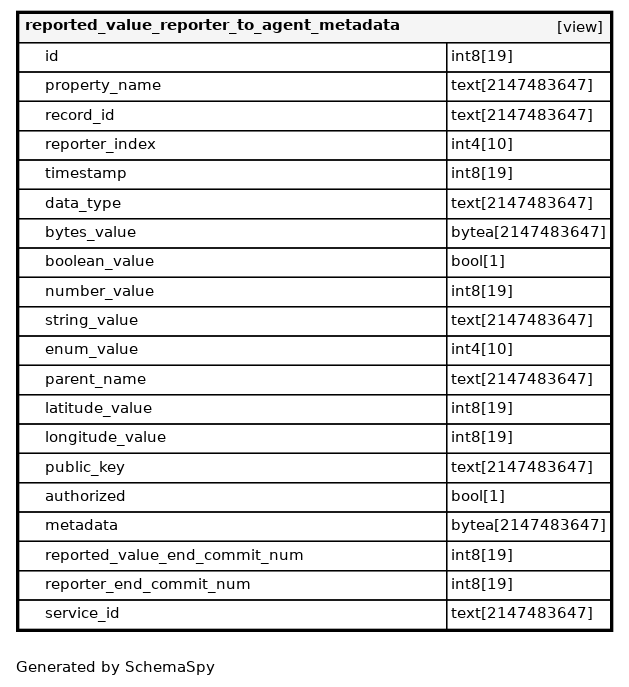 reported_value_reporter_to_agent_metadata [view]
id int8[19]
property_name text[2147483647]
record_id text[2147483647]
reporter_index int4[10]
timestamp int8[19]
data_type text[2147483647]
bytes_value bytea[2147483647]
boolean_value bool[1]
number_value int8[19]
string_value text[2147483647]
enum_value int4[10]
parent_name text[2147483647]
latitude_value int8[19]
longitude_value int8[19]
public_key text[2147483647]
authorized bool[1]
metadata bytea[2147483647]
reported_value_end_commit_num int8[19]
reporter_end_commit_num int8[19]
service_id text[2147483647]
Generated by SchemaSpy